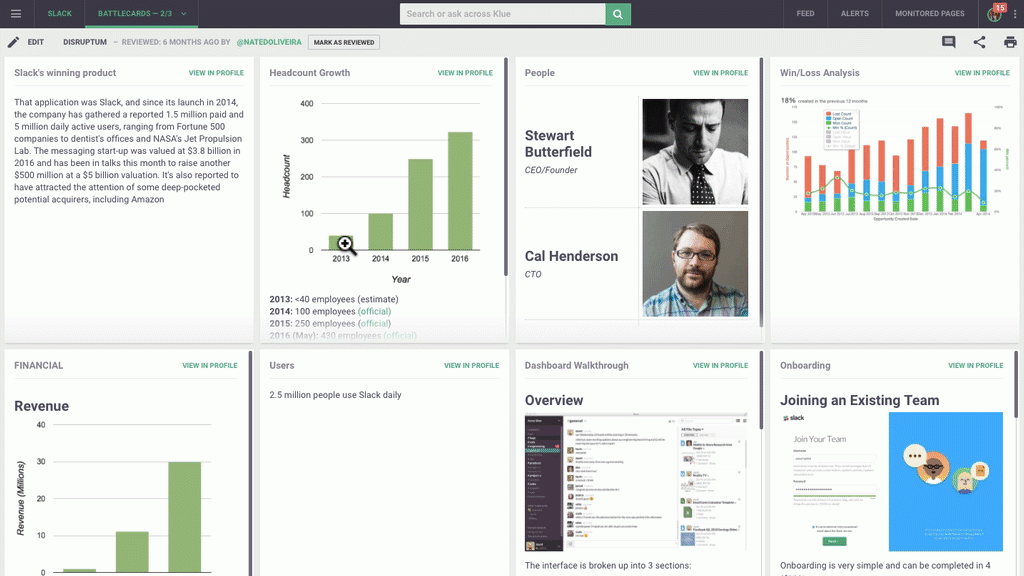 SLACK
BATTLECARDS — 2/3
Search or ask across Klue
FEED
ALERTS
MONITORED PAGES
15
EDIT
DISRUPTUM
– REVIEWED: 6 MONTHS AGO BY @NATEDOLIVEIRA
MARK AS REVIEWED
Slack's winning product
VIEW IN PROFILE
That application was Slack, and since its launch in 2014,
the company has gathered a reported 1.5 million paid and
5 million daily active users, ranging from Fortune 500
companies to dentist's offices and NASA's Jet Propulsion
Lab. The messaging start-up was valued at $3.8 billion in
2016 and has been in talks this month to raise another
$500 million at a $5 billion valuation. It's also reported to
have attracted the attention of some deep-pocketed
potential acquirers, including Amazon
Headcount Growth
VIEW IN PROFILE
400
300
200
100
0
Headcount
2013
2014
2015
2016
Year
2013: <40 employees (estimate)
2014: 100 employees (official)
2015: 250 employees (official)
2016 (May): 430 employees (official)
People
VIEW IN PROFILE
Stewart
Butterfield
CEO/Founder
Cal Henderson
CTO
Win/Loss Analysis
VIEW IN PROFILE
18% created in the previous 13 months
Lost Count
Open Count
Won Count
Win % (Count)
Opportunity Created Date
FINANCIAL
VIEW IN PROFILE
Revenue
40
30
20
10
0
Revenue (Millions)
Users
VIEW IN PROFILE
2.5 million people use Slack daily
Dashboard Walkthrough
VIEW IN PROFILE
Overview
The interface is broken up into 3 sections:
Onboarding
VIEW IN PROFILE
Joining an Existing Team
slack
Join Your Team
Onboarding is very simple and can be completed in 4